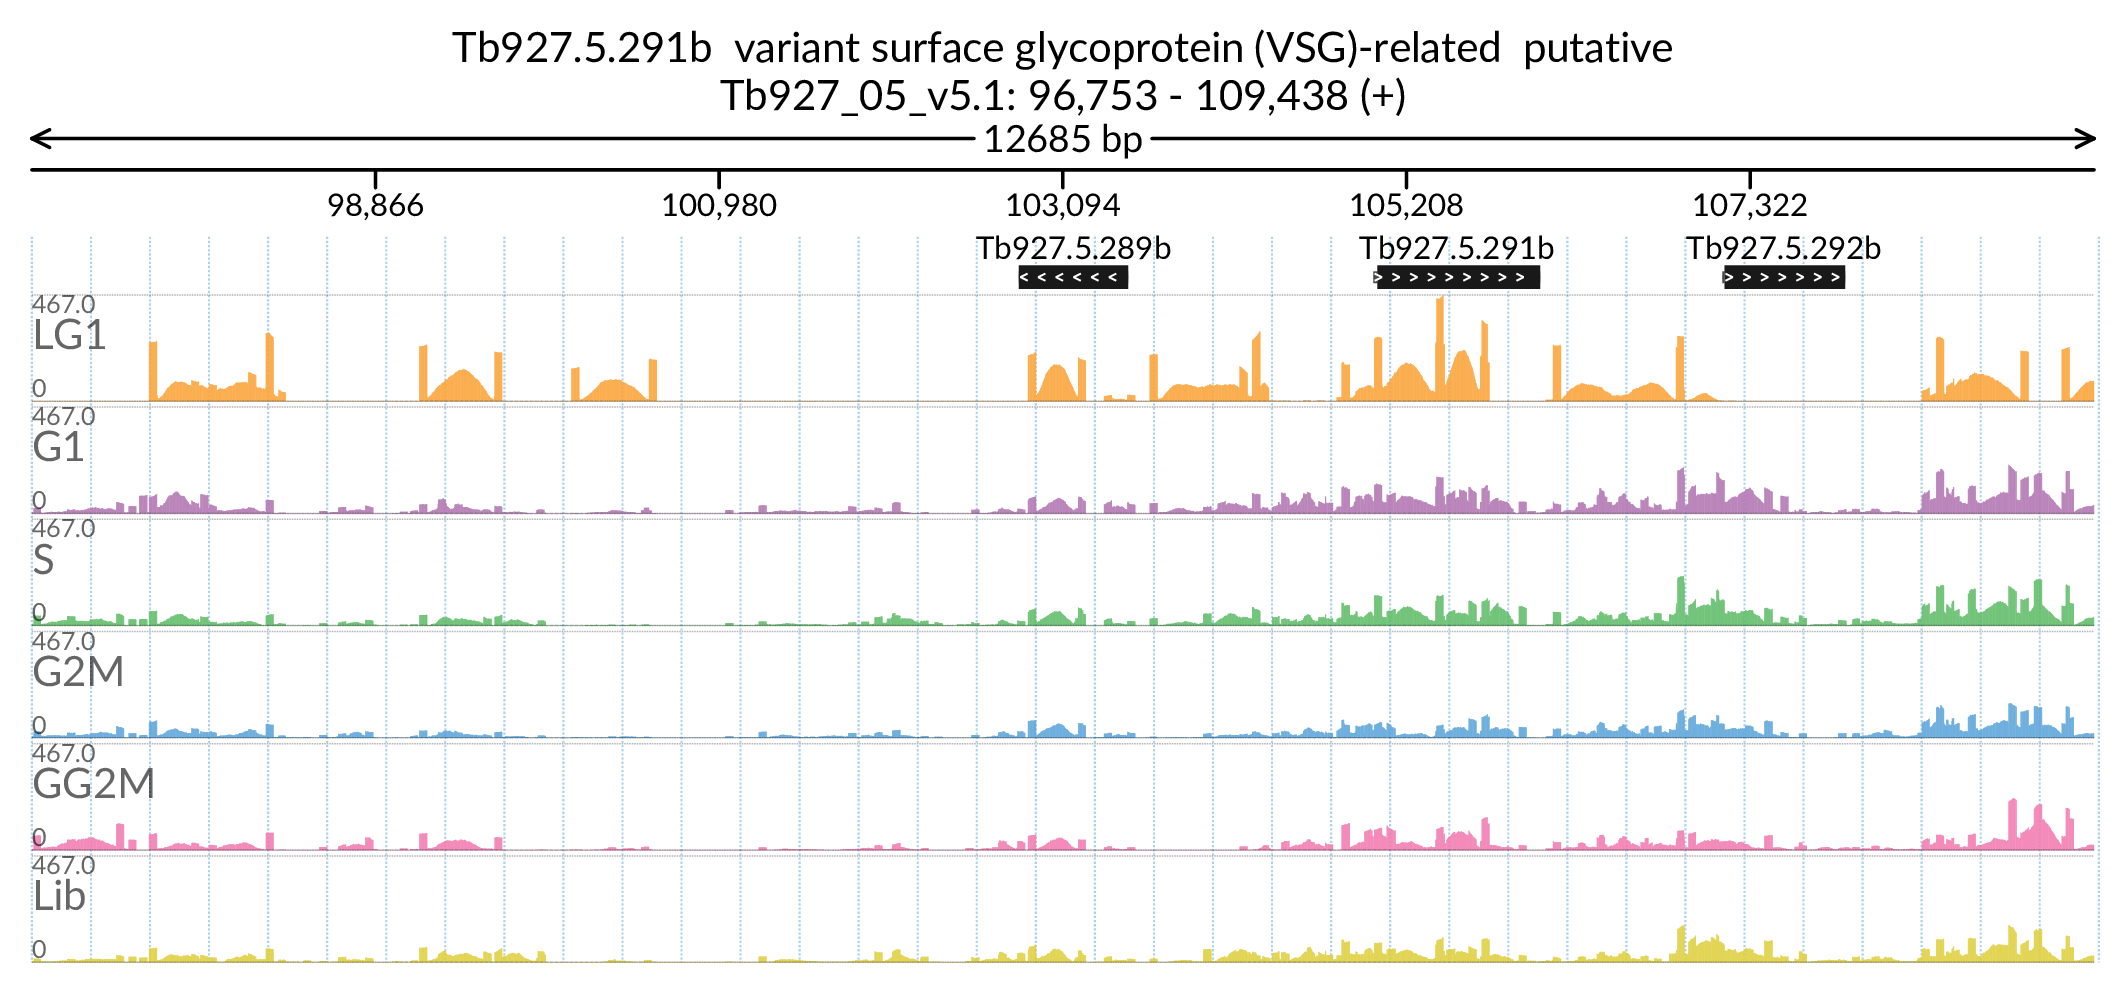 Tb927.5.291b  variant surface glycoprotein (VSG)-related  putative
Tb927_05_v5.1: 96,753 - 109,438 (+)
12685 bp
98,866 100,980 103,094 105,208 107,322
Tb927.5.289b Tb927.5.291b Tb927.5.292b
467.0
LG1
0
467.0
G1
0
467.0
S
0
467.0
G2M
0
467.0
GG2M
0
467.0
Lib
0